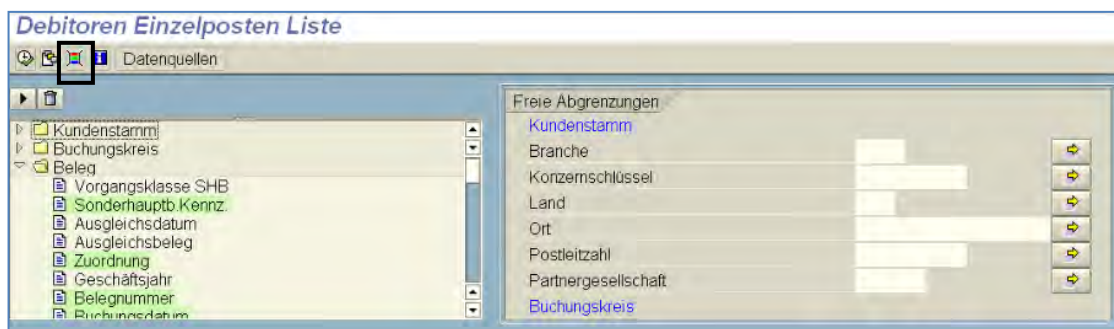 Debitoren Einzelposten Liste
Datenquellen
Kundenstamm
Buchungskreis
Beleg
Vorgangsklasse SHB
Sonderhauptb.Kennz.
Ausgleichsdatum
Ausgleichsbeleg
Zuordnung
Geschäftsjahr
Belegnummer
Buchungsdatum
Freie Abgrenzungen
Kundenstamm
Branche
Konzernschlüssel
Land
Ort
Postleitzahl
Partnergesellschaft
Buchungskreis